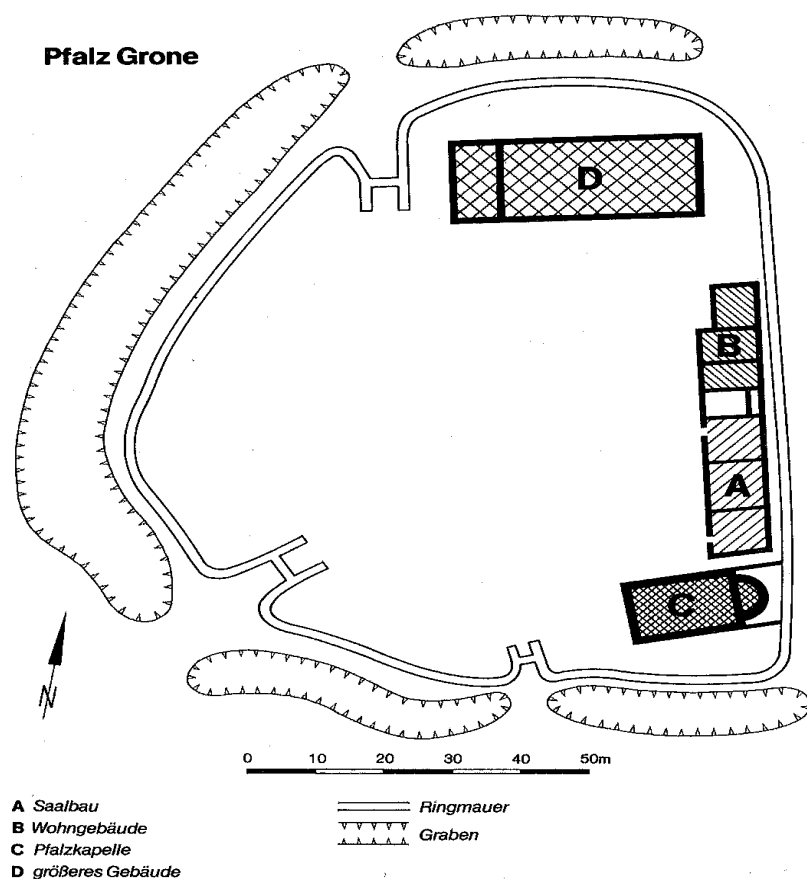 Pfalz Grone
D
B
A
C
N
0 10 20 30 40 50m
A Saalbau
B Wohngebäude
C Pfalzkapelle
D größeres Gebäude
Ringmauer
Graben